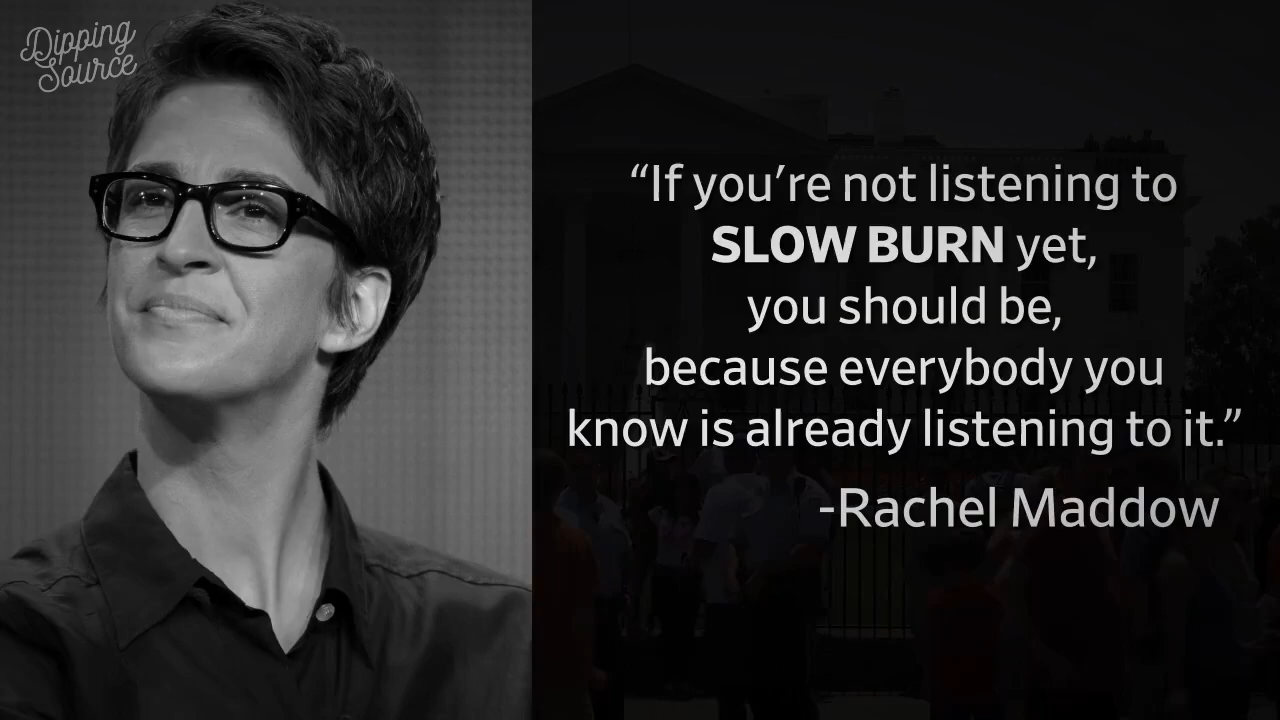 Dipping
Source
“If you’re not listening to
SLOW BURN yet,
you should be,
because everybody you
know is already listening to it.”
-Rachel Maddow